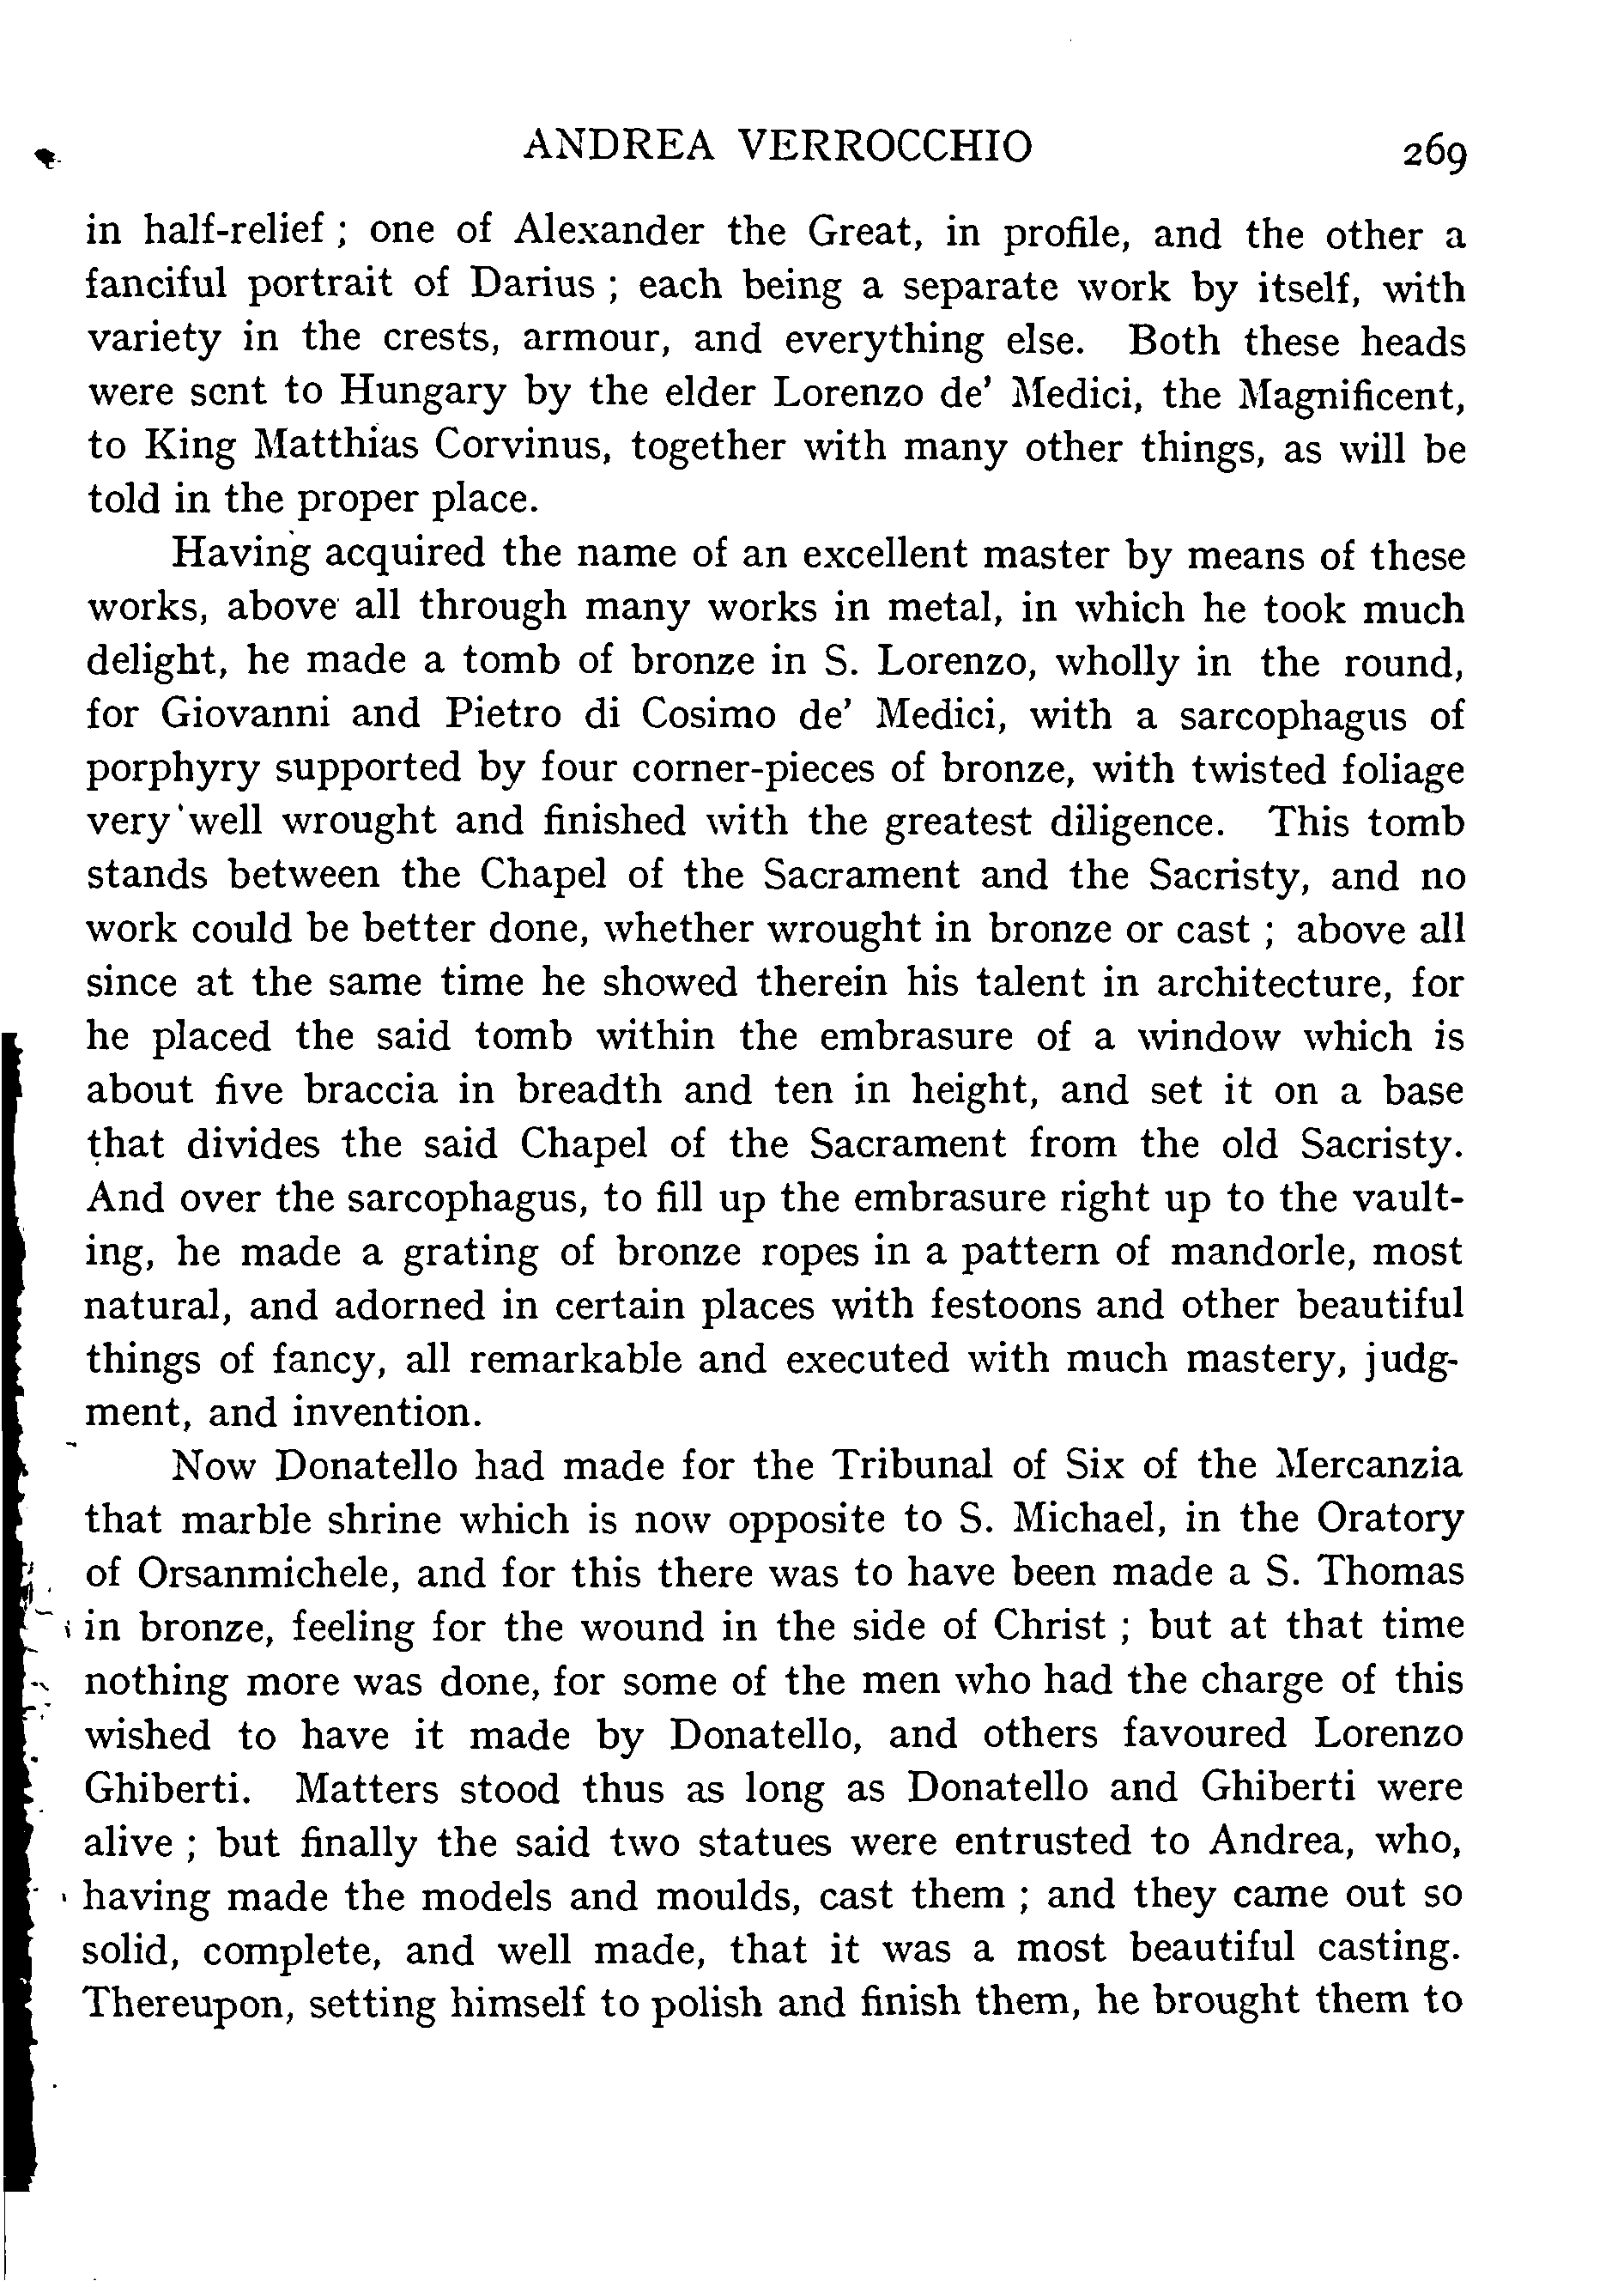 ANDREA VERROCCHIO 269
in half-relief ; one of Alexander the Great, in profile, and the other a
fanciful portrait of Darius ; each being a separate work by itself, with
variety in the crests, armour, and everything else. Both these heads
were sent to Hungary by the elder Lorenzo de’ Medici, the Magnificent,
to King Matthias Corvinus, together with many other things, as will be
told in the proper place.
Having acquired the name of an excellent master by means of these
works, above all through many works in metal, in which he took much
delight, he made a tomb of bronze in S. Lorenzo, wholly in the round,
for Giovanni and Pietro di Cosimo de’ Medici, with a sarcophagus of
porphyry supported by four corner-pieces of bronze, with twisted foliage
very well wrought and finished with the greatest diligence. This tomb
stands between the Chapel of the Sacrament and the Sacristy, and no
work could be better done, whether wrought in bronze or cast ; above all
since at the same time he showed therein his talent in architecture, for
he placed the said tomb within the embrasure of a window which is
about five braccia in breadth and ten in height, and set it on a base
that divides the said Chapel of the Sacrament from the old Sacristy.
And over the sarcophagus, to fill up the embrasure right up to the vault-
ing, he made a grating of bronze ropes in a pattern of mandorle, most
natural, and adorned in certain places with festoons and other beautiful
things of fancy, all remarkable and executed with much mastery, judg-
ment, and invention.
Now Donatello had made for the Tribunal of Six of the Mercanzia
that marble shrine which is now opposite to S. Michael, in the Oratory
of Orsanmichele, and for this there was to have been made a S. Thomas
in bronze, feeling for the wound in the side of Christ ; but at that time
nothing more was done, for some of the men who had the charge of this
wished to have it made by Donatello, and others favoured Lorenzo
Ghiberti. Matters stood thus as long as Donatello and Ghiberti were
alive ; but finally the said two statues were entrusted to Andrea, who,
having made the models and moulds, cast them ; and they came out so
solid, complete, and well made, that it was a most beautiful casting.
Thereupon, setting himself to polish and finish them, he brought them to